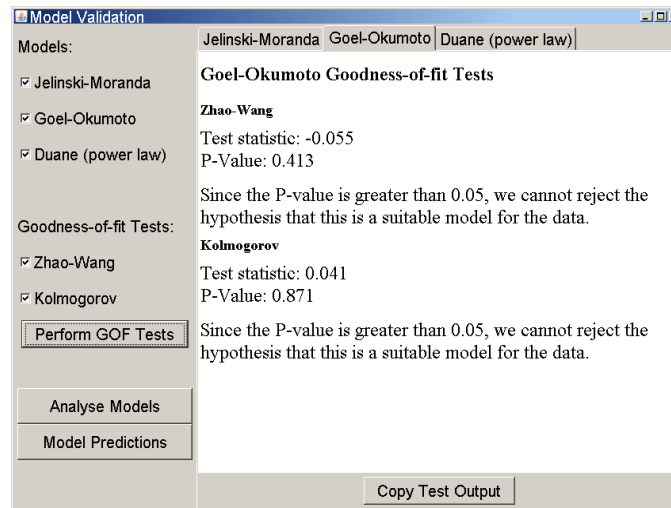 Model Validation
Models:
Jelinski-Moranda
Goel-Okumoto
Duane (power law)
Goodness-of-fit Tests:
Zhao-Wang
Kolmogorov
Perform GOF Tests
Analyse Models
Model Predictions
Jelinski-Moranda Goel-Okumoto Duane (power law)
Goel-Okumoto Goodness-of-fit Tests
Zhao-Wang
Test statistic: -0.055
P-Value: 0.413
Since the P-value is greater than 0.05, we cannot reject the
hypothesis that this is a suitable model for the data.
Kolmogorov
Test statistic: 0.041
P-Value: 0.871
Since the P-value is greater than 0.05, we cannot reject the
hypothesis that this is a suitable model for the data.
Copy Test Output